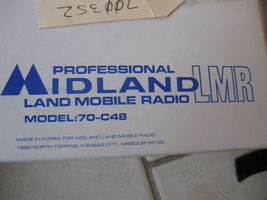 700352
PROFESSIONAL
MIDLAND LMR
LAND MOBILE RADIO
MODEL:70-C48
MADE IN KOREA FOR MIDLAND LAND MOBILE RADIO
1690 NORTH TOPPING, KANSAS CITY, MISSOURI 64120